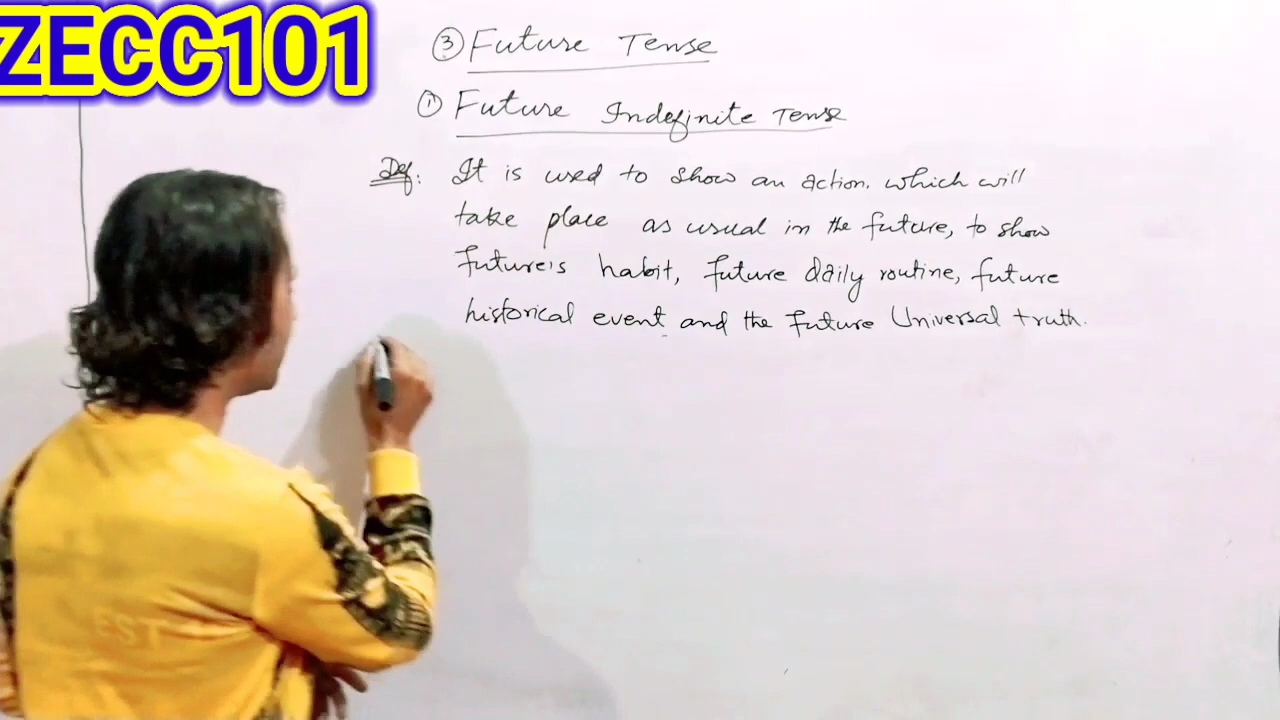 ZECC101
③ Future Tense
① Future Indefinite Tense
Def: It is used to show an action, which will
take place as usual in the future, to show
future's habit, future daily routine, future
historical event and the future Universal truth.
EST